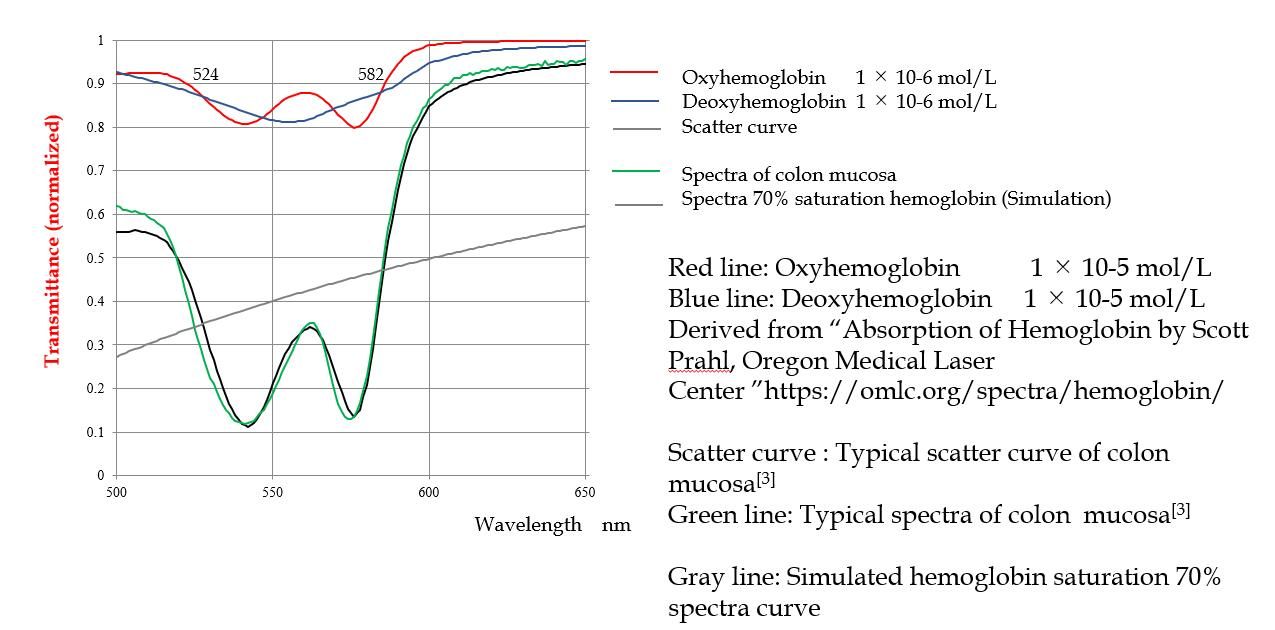 Transmittance (normalized)
1
0.9
0.8
0.7
0.6
0.5
0.4
0.3
0.2
0.1
0
524
582
500
550
600
650
Wavelength nm
Oxyhemoglobin 1 × 10-6 mol/L
Deoxyhemoglobin 1 × 10-6 mol/L
Scatter curve
Spectra of colon mucosa
Spectra 70% saturation hemoglobin (Simulation)
Red line: Oxyhemoglobin 1 × 10-5 mol/L
Blue line: Deoxyhemoglobin 1 × 10-5 mol/L
Derived from “Absorption of Hemoglobin by Scott
Prahl, Oregon Medical Laser
Center ”https://omlc.org/spectra/hemoglobin/
Scatter curve : Typical scatter curve of colon
mucosa[3]
Green line: Typical spectra of colon mucosa[3]
Gray line: Simulated hemoglobin saturation 70%
spectra curve